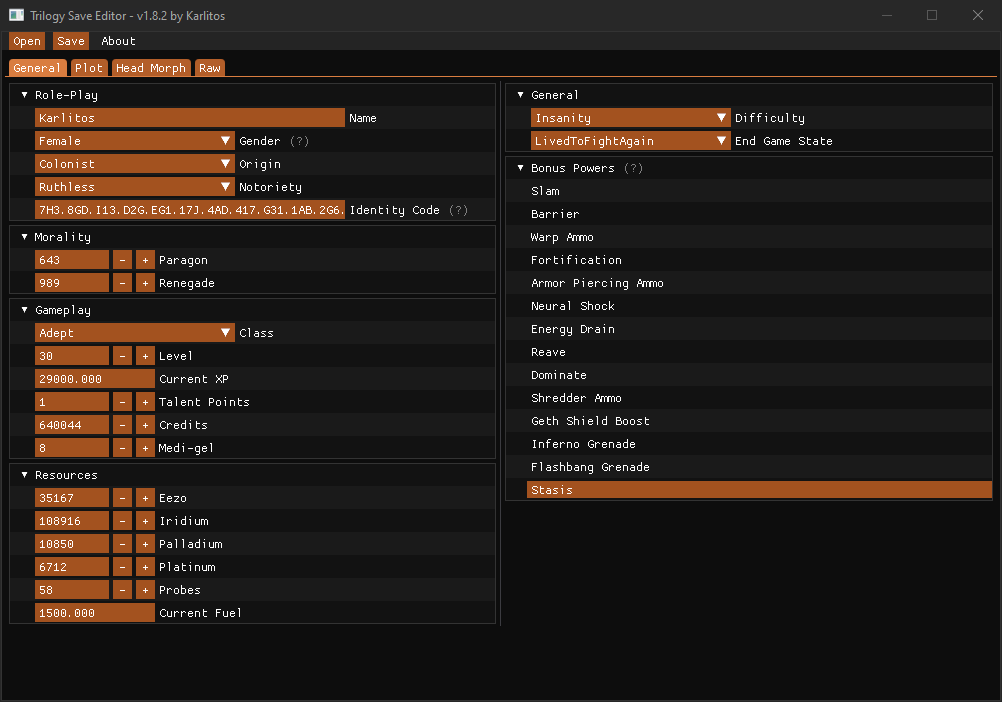 Trilogy Save Editor - v1.8.2 by Karlitos
Open Save About
General Plot Head Morph Raw
Role-Play
Karlitos Name
Female Gender (?)
Colonist Origin
Ruthless Notoriety
7H3.8GD.I13.D2G.EG1.17J.4AD.417.G31.1AB.2G6. Identity Code (?)
Morality
643 - + Paragon
989 - + Renegade
Gameplay
Adept Class
30 - + Level
29000.000 Current XP
1 - + Talent Points
640044 - + Credits
8 - + Medi-gel
Resources
35167 - + Eezo
108916 - + Iridium
10850 - + Palladium
6712 - + Platinum
58 - + Probes
1500.000 Current Fuel
General
Insanity Difficulty
LivedToFightAgain End Game State
Bonus Powers (?)
Slam
Barrier
Warp Ammo
Fortification
Armor Piercing Ammo
Neural Shock
Energy Drain
Reave
Dominate
Shredder Ammo
Geth Shield Boost
Inferno Grenade
Flashbang Grenade
Stasis